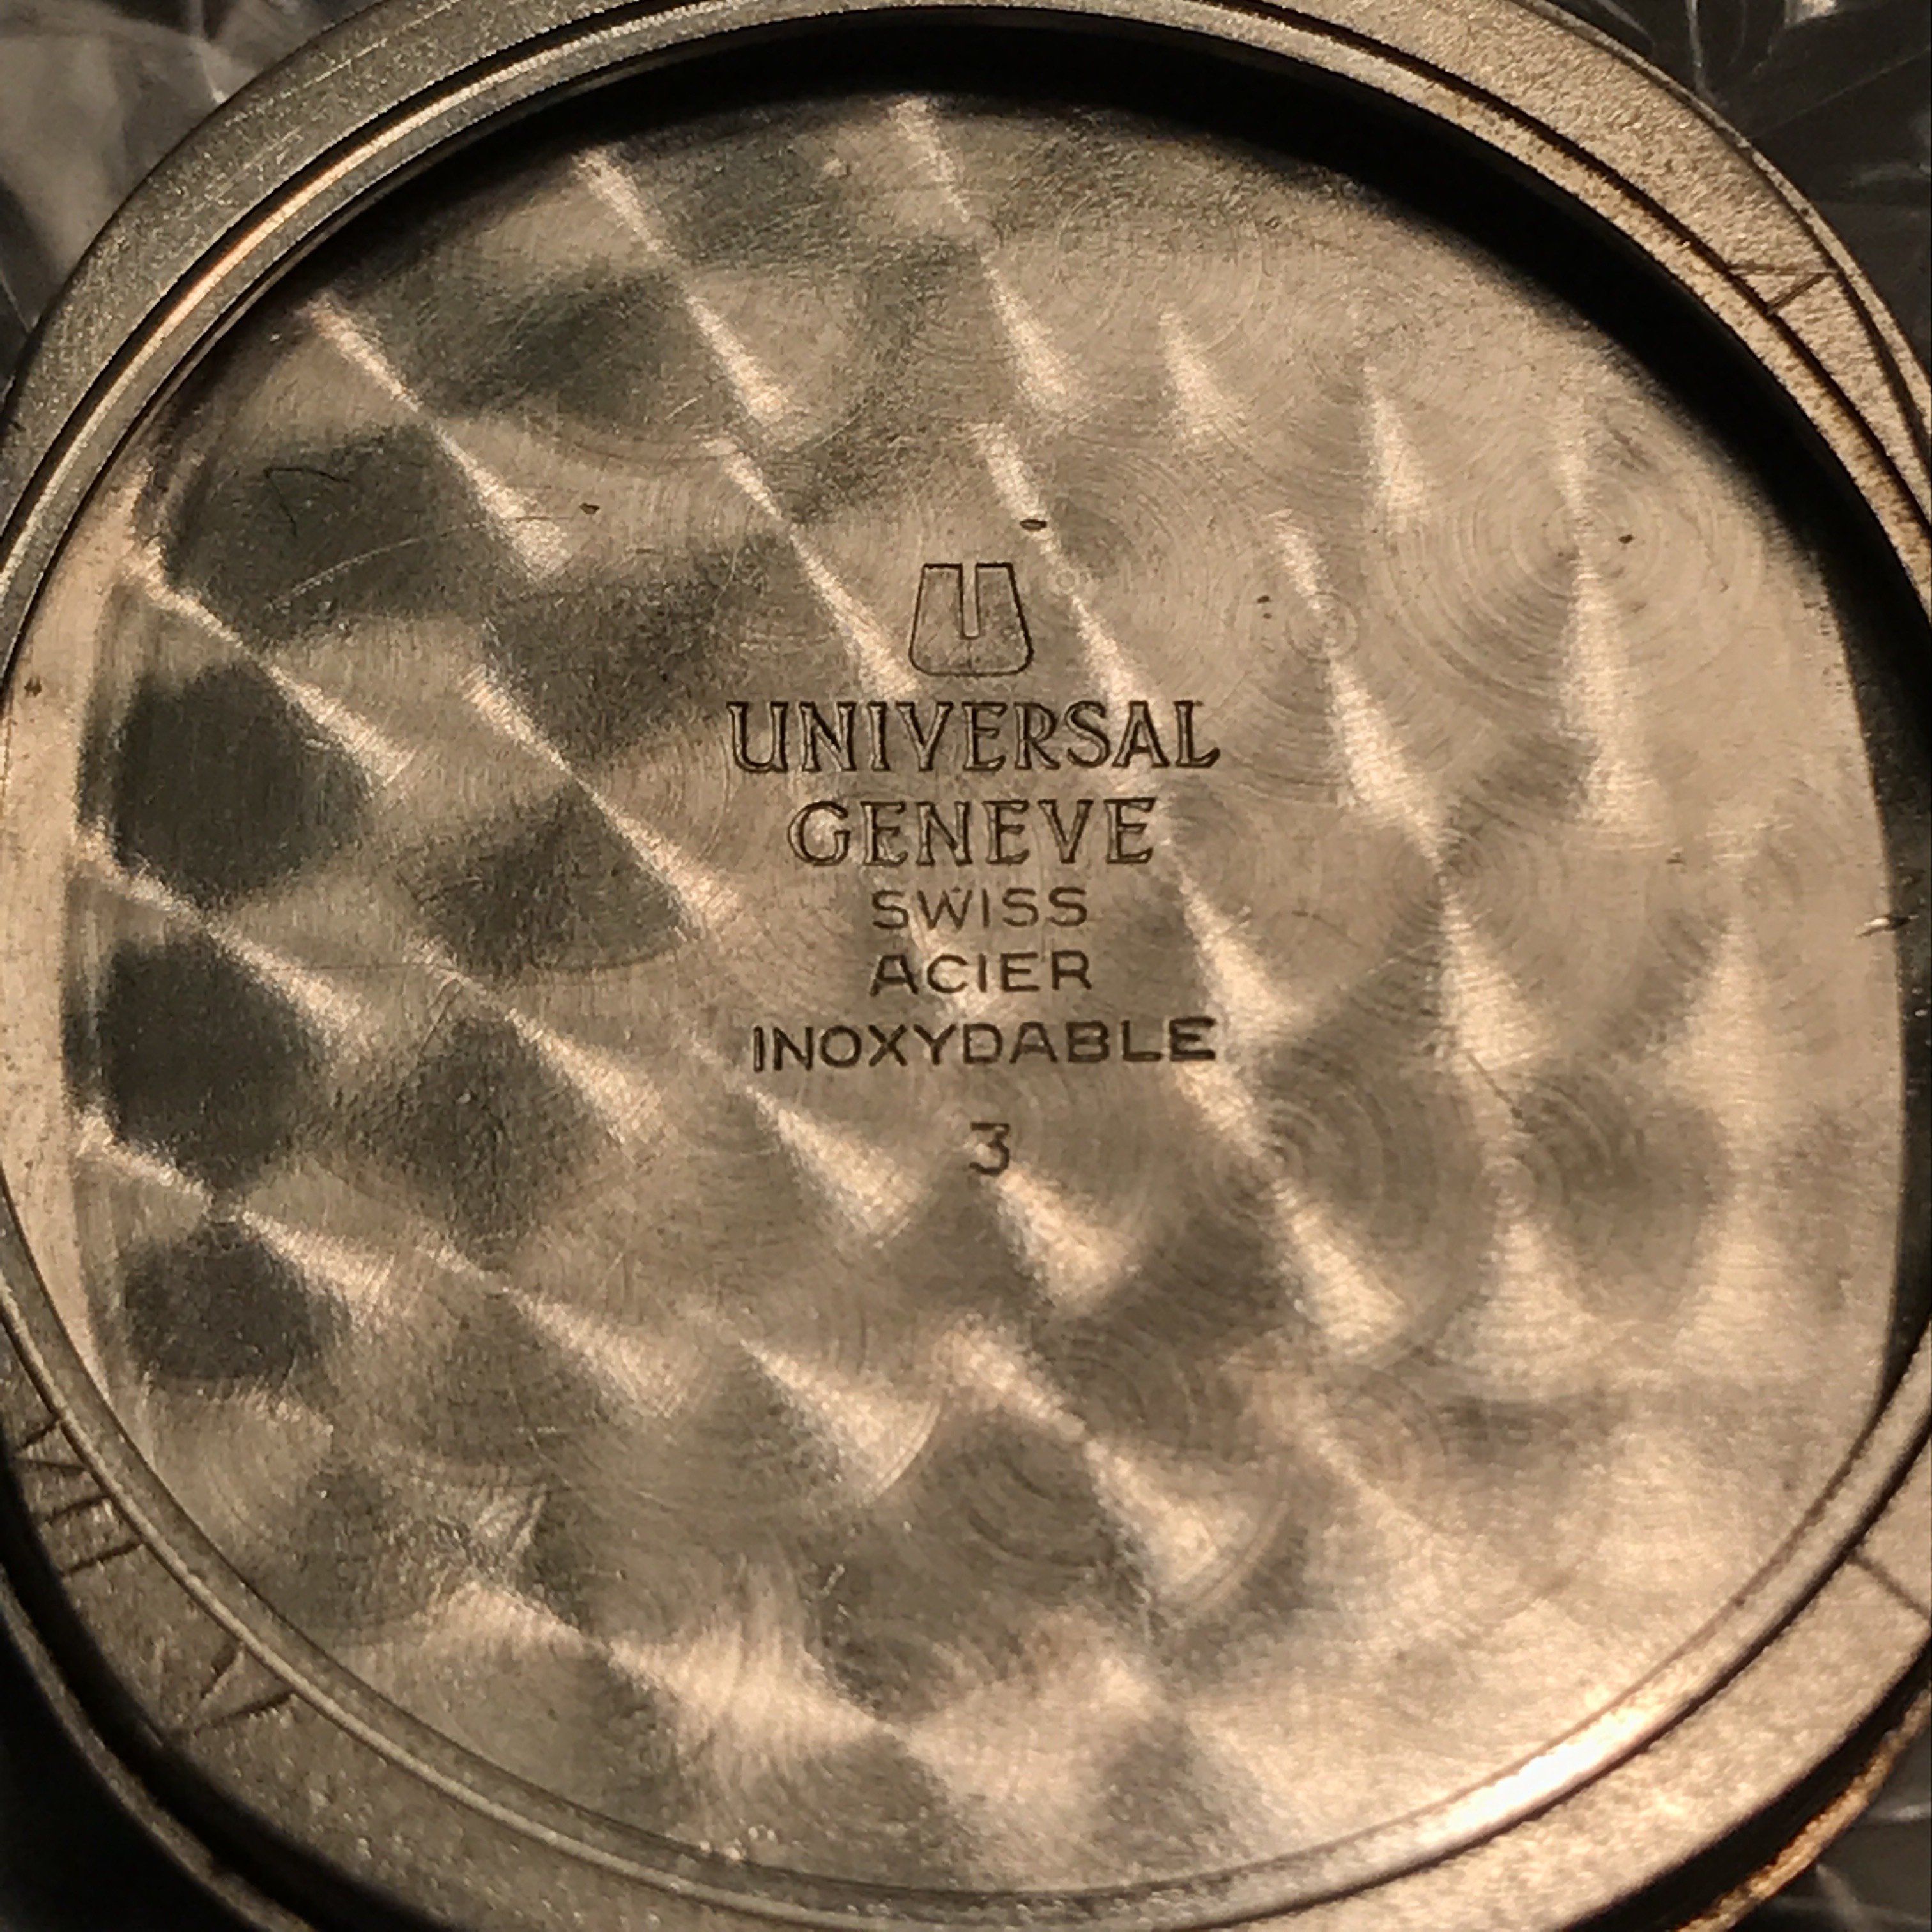 U
UNIVERSAL
GENEVE
SWISS
ACIER
INOXYDABLE
3